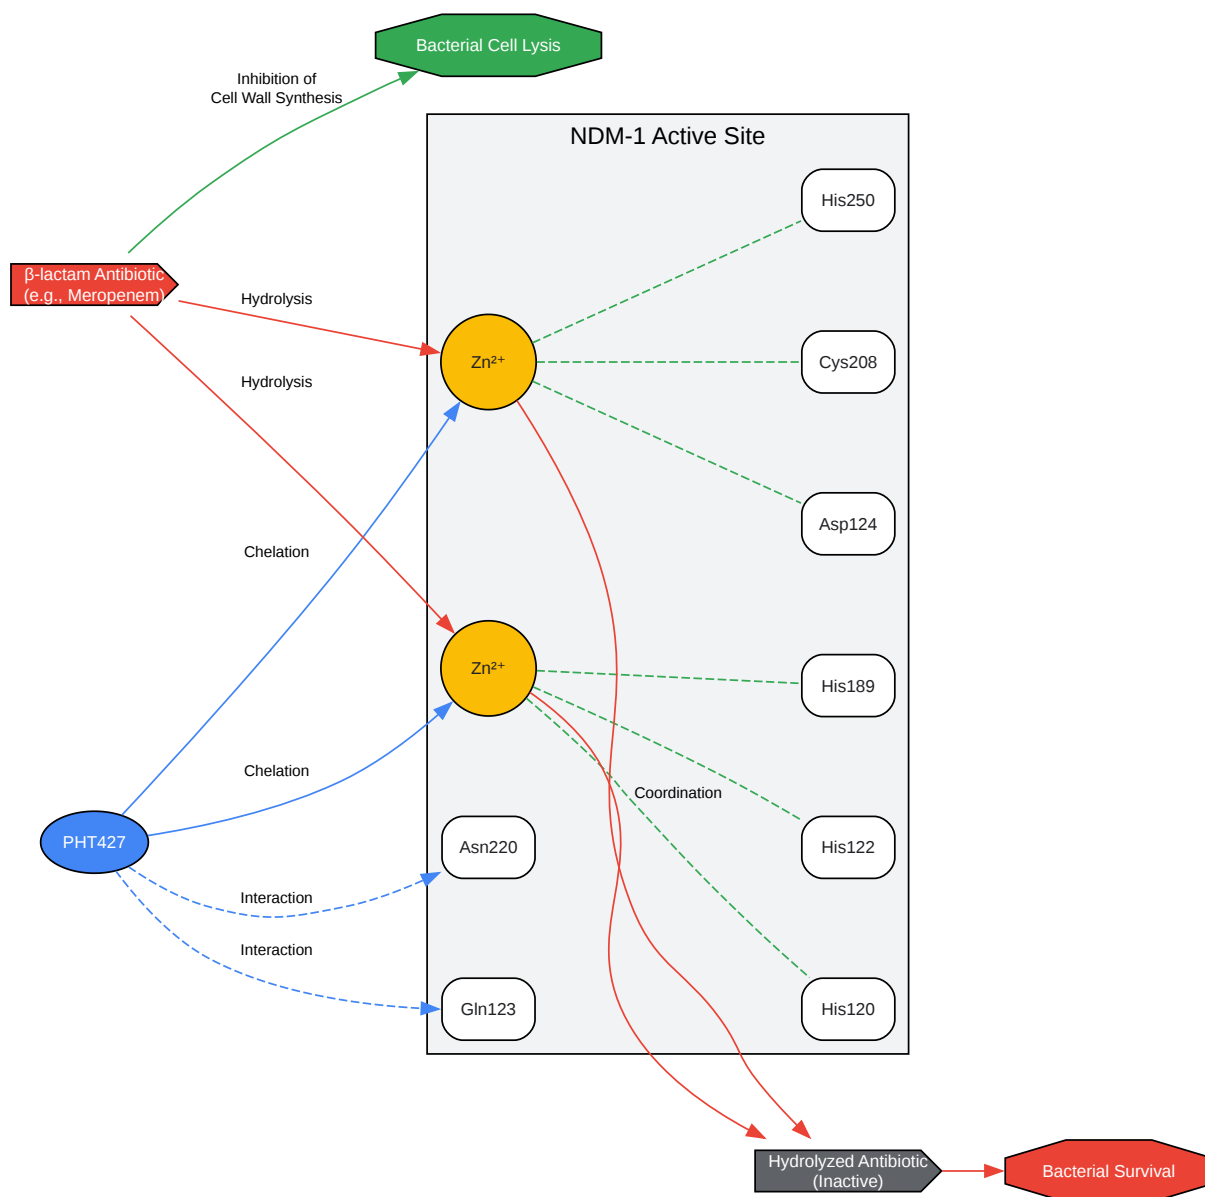 Bacterial Cell Lysis
Inhibition of
Cell Wall Synthesis
NDM-1 Active Site
His250
β-lactam Antibiotic
(e.g., Meropenem)
Hydrolysis
Zn²⁺
Cys208
Hydrolysis
Asp124
Chelation
Zn²⁺
His189
Chelation
Coordination
PHT427
Asn220
His122
Interaction
Interaction
Gln123
His120
Hydrolyzed Antibiotic
(Inactive)
Bacterial Survival